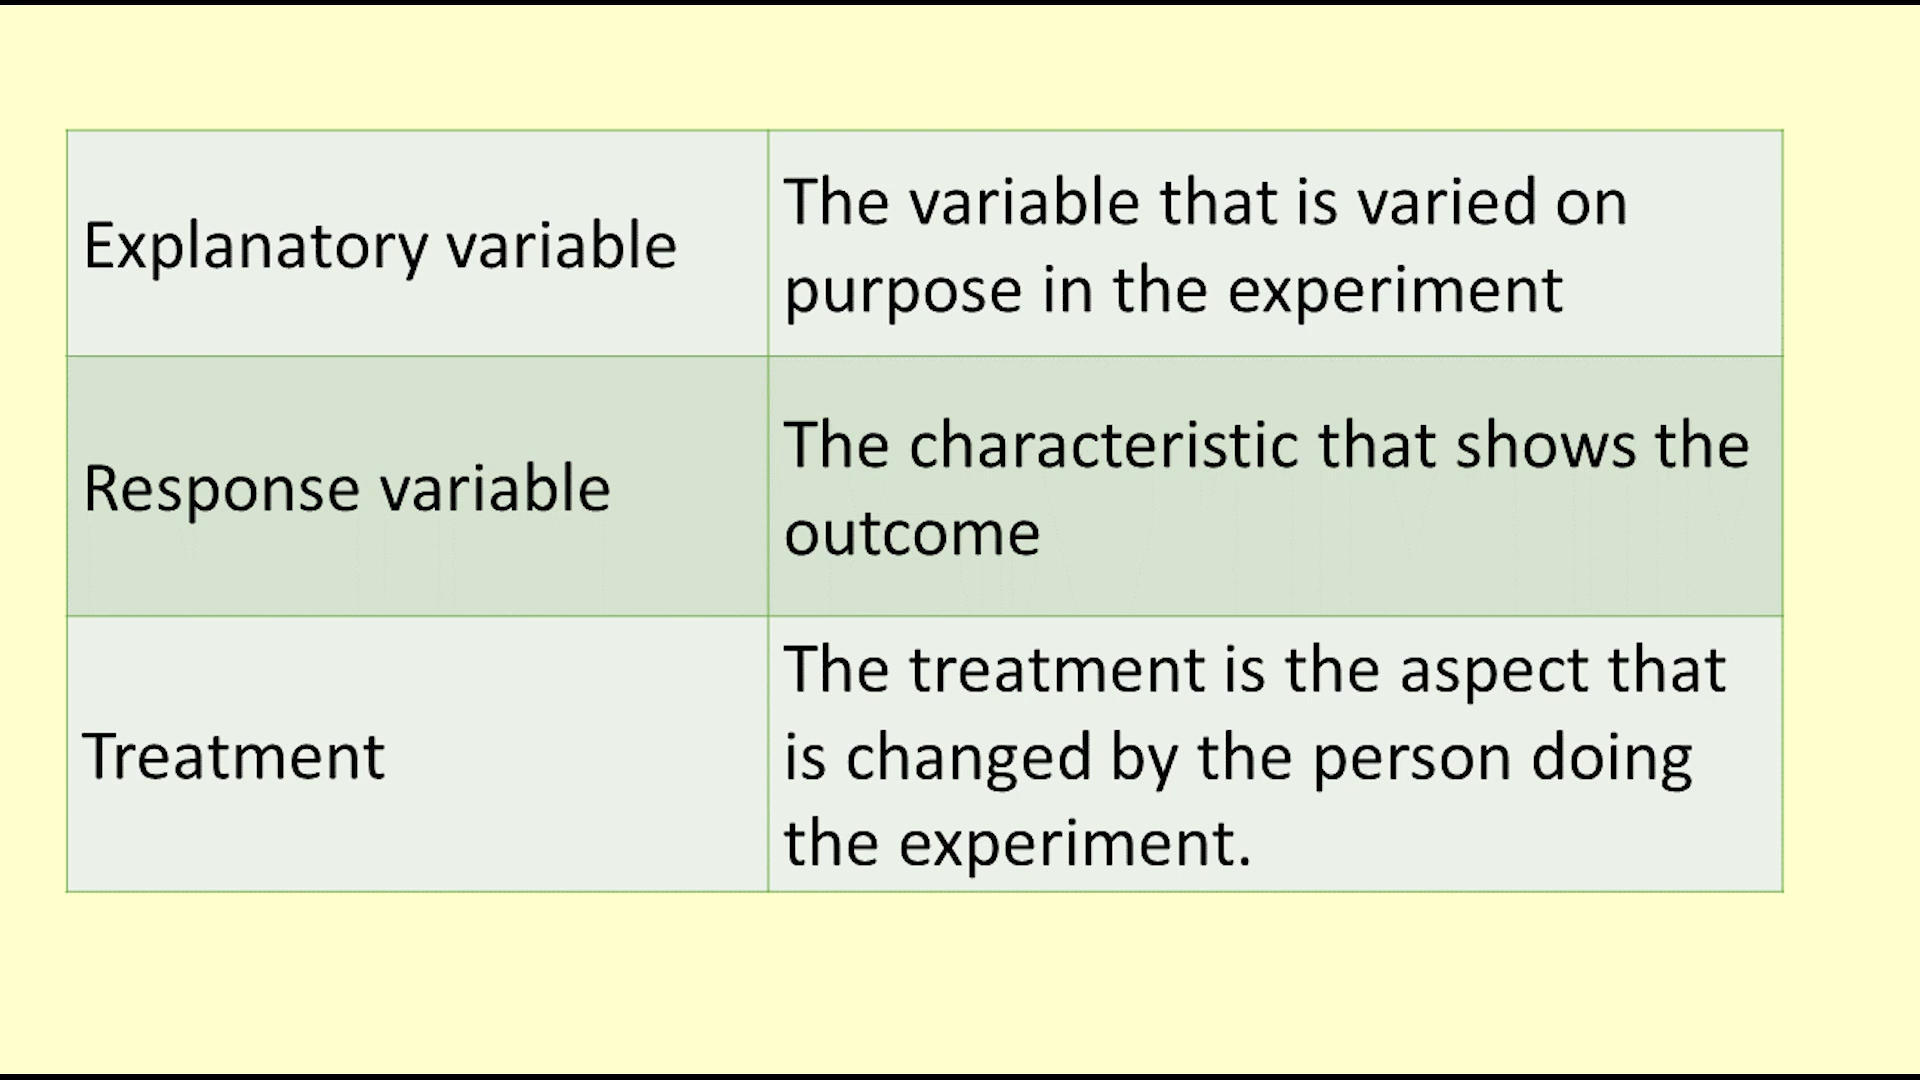 Explanatory variable
The variable that is varied on
purpose in the experiment
Response variable
The characteristic that shows the
outcome
Treatment
The treatment is the aspect that
is changed by the person doing
the experiment.